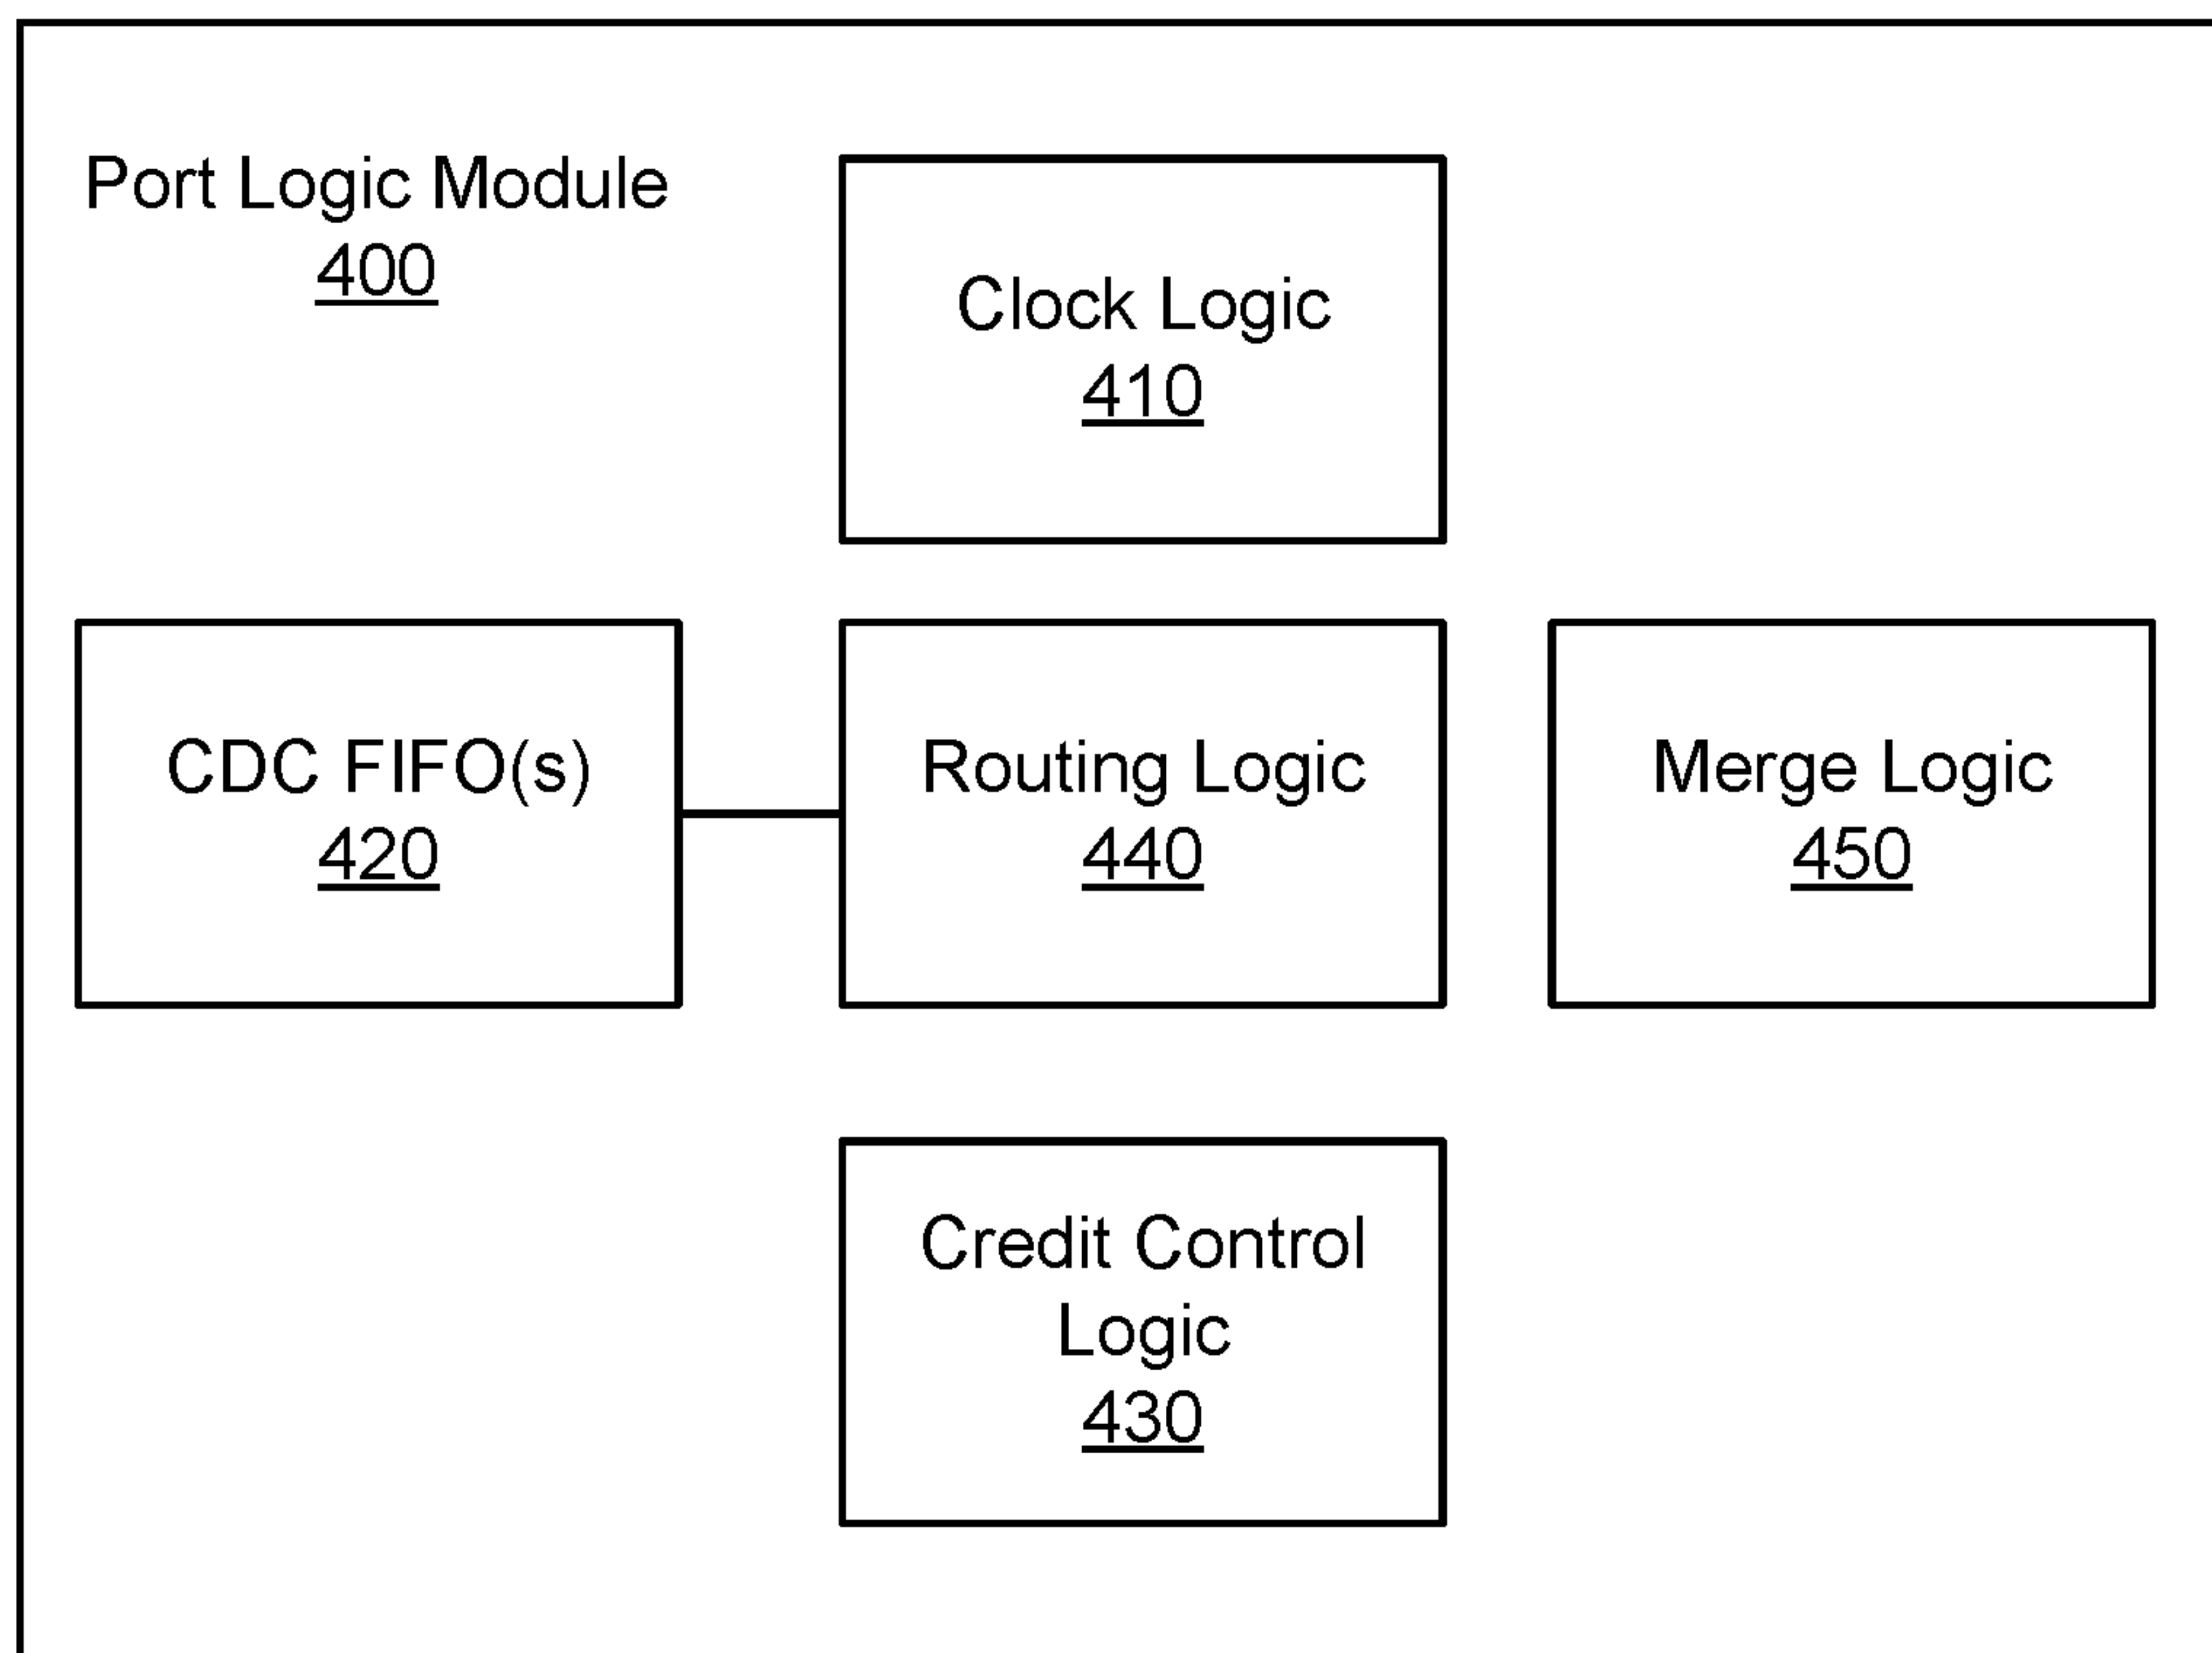 Port Logic Module
400
Clock Logic
410
CDC FIFO(s)
420
Routing Logic
440
Merge Logic
450
Credit Control
Logic
430